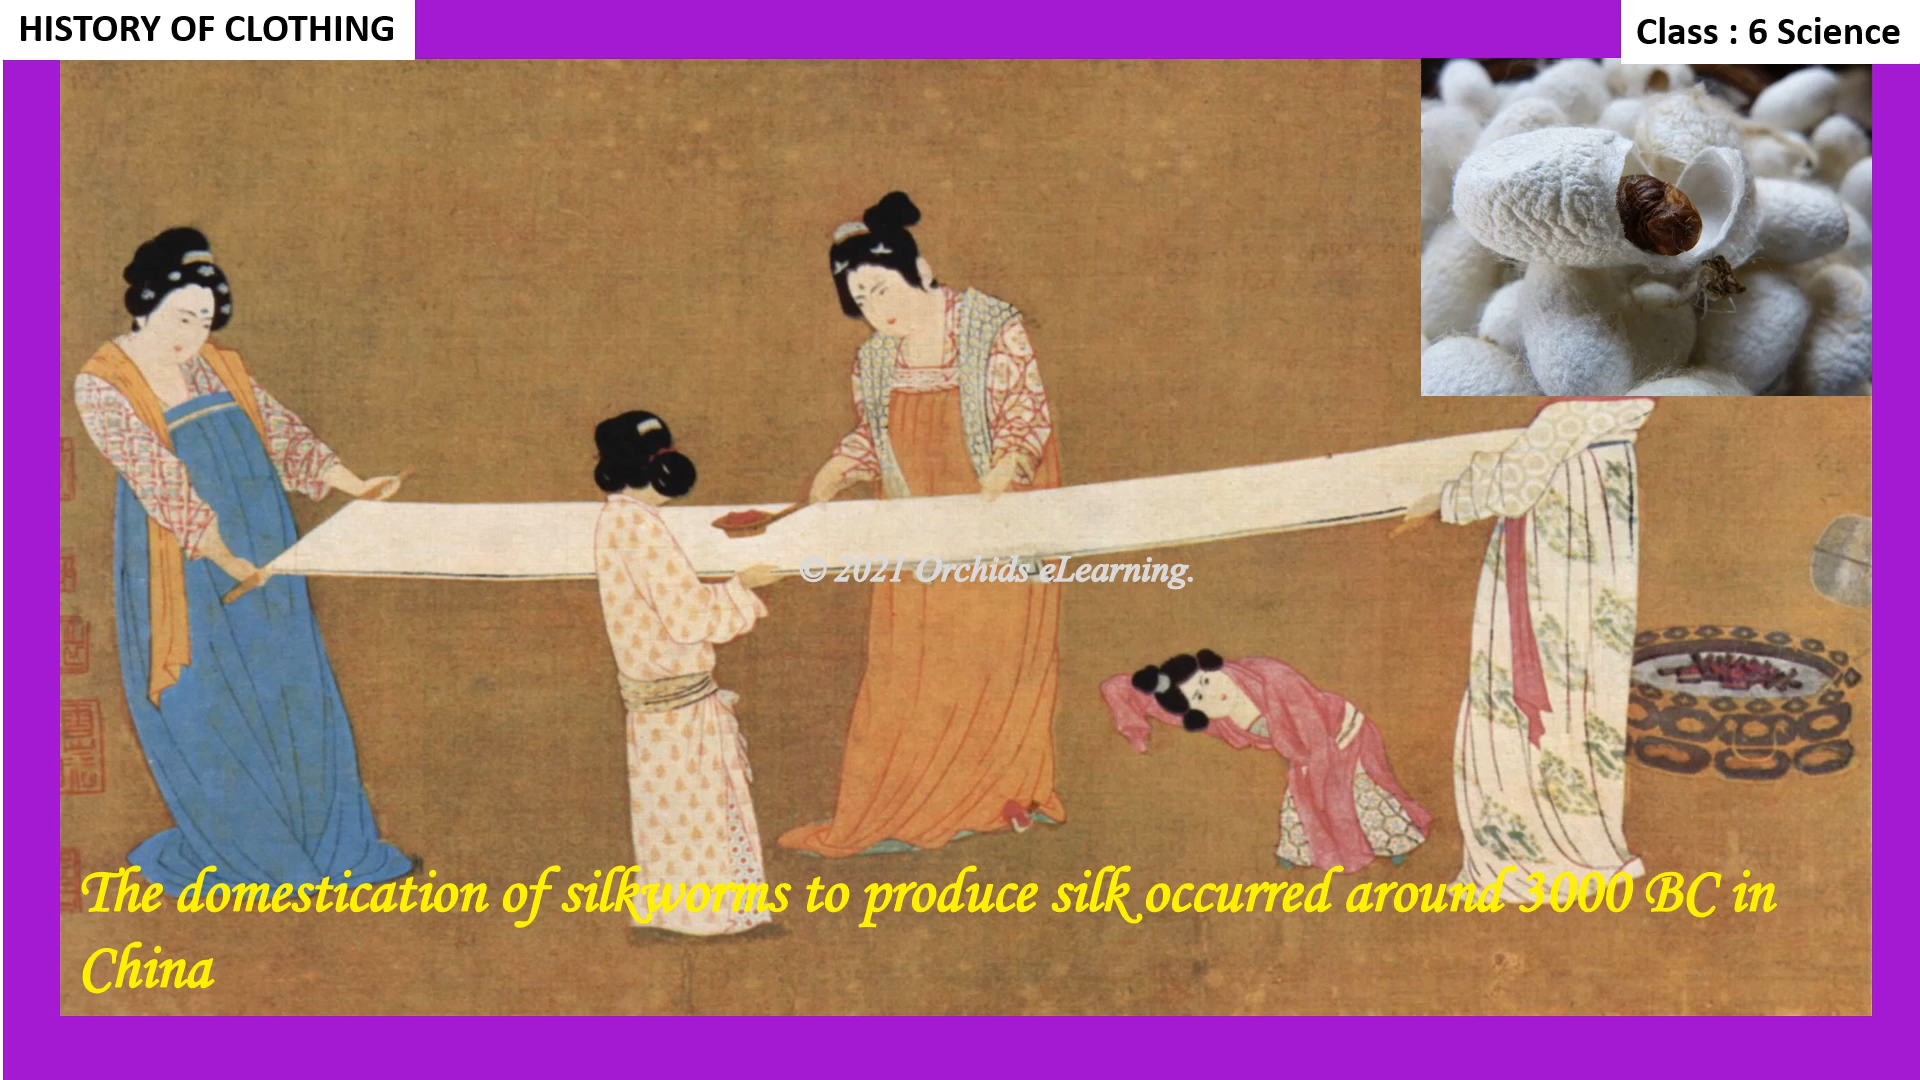 HISTORY OF CLOTHING
Class : 6 Science
© 2021 Orchids eLearning.
The domestication of silkworms to produce silk occurred around 3000 BC in
China